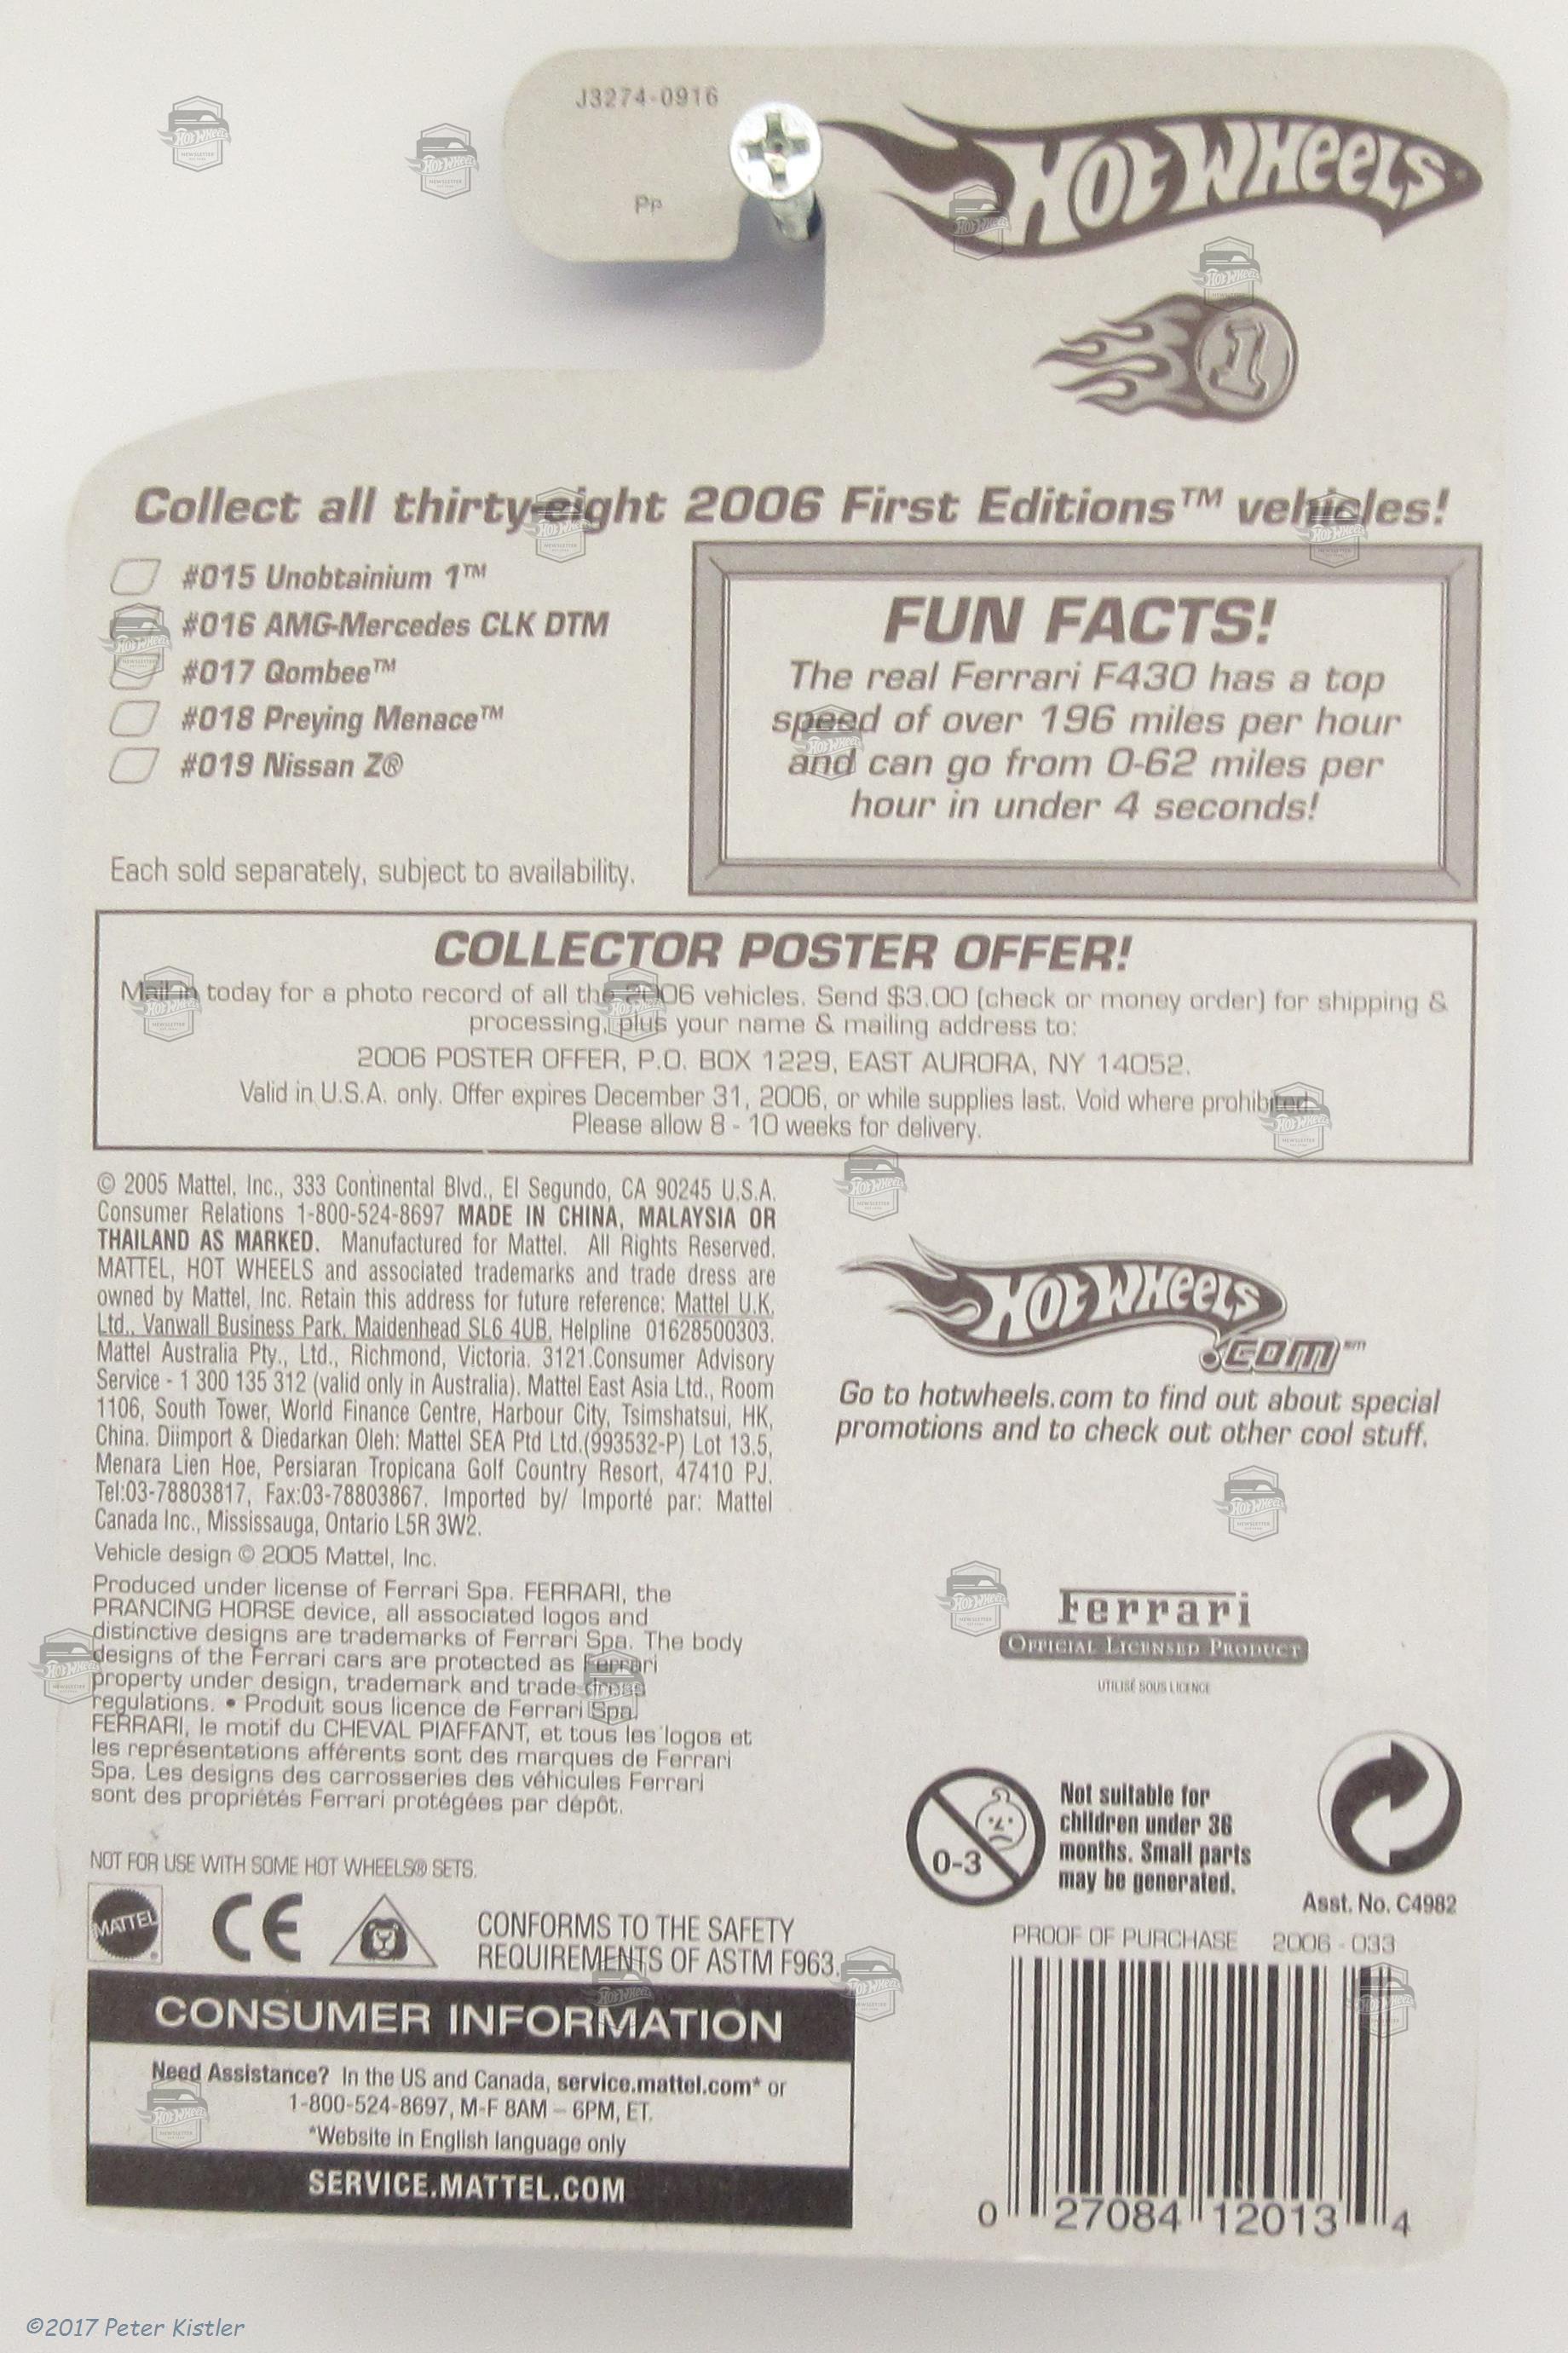 J3274-0916
Pp
HOT WHEELS
1
Collect all thirty-eight 2006 First Editions™ vehicles!
#015 Unobtainium 1™
#016 AMG-Mercedes CLK DTM
#017 Qombee™
#018 Preying Menace™
#019 Nissan Z®
Each sold separately, subject to availability.
FUN FACTS!
The real Ferrari F430 has a top
speed of over 196 miles per hour
and can go from 0-62 miles per
hour in under 4 seconds!
COLLECTOR POSTER OFFER!
Mail in today for a photo record of all the 2006 vehicles. Send $3.00 (check or money order) for shipping &
processing, plus your name & mailing address to:
2006 POSTER OFFER, P.O. BOX 1229, EAST AURORA, NY 14052.
Valid in U.S.A. only. Offer expires December 31, 2006, or while supplies last. Void where prohibited.
Please allow 8 - 10 weeks for delivery.
© 2005 Mattel, Inc., 333 Continental Blvd., El Segundo, CA 90245 U.S.A.
Consumer Relations 1-800-524-8697 MADE IN CHINA, MALAYSIA OR
THAILAND AS MARKED. Manufactured for Mattel. All Rights Reserved.
MATTEL, HOT WHEELS and associated trademarks and trade dress are
owned by Mattel, Inc. Retain this address for future reference: Mattel U.K.
Ltd., Vanwall Business Park, Maidenhead SL6 4UB. Helpline 01628500303.
Mattel Australia Pty., Ltd., Richmond, Victoria. 3121.Consumer Advisory
Service - 1 300 135 312 (valid only in Australia). Mattel East Asia Ltd., Room
1106, South Tower, World Finance Centre, Harbour City, Tsimshatsui, HK,
China. Diimport & Diedarkan Oleh: Mattel SEA Ptd Ltd.(993532-P) Lot 13.5,
Menara Lien Hoe, Persiaran Tropicana Golf Country Resort, 47410 PJ.
Tel:03-78803817, Fax:03-78803867. Imported by/ Importé par: Mattel
Canada Inc., Mississauga, Ontario L5R 3W2.
Vehicle design © 2005 Mattel, Inc.
Produced under license of Ferrari Spa. FERRARI, the
PRANCING HORSE device, all associated logos and
distinctive designs are trademarks of Ferrari Spa. The body
designs of the Ferrari cars are protected as Ferrari
property under design, trademark and trade dress
regulations. • Produit sous licence de Ferrari Spa.
FERRARI, le motif du CHEVAL PIAFFANT, et tous les logos et
les représentations afférents sont des marques de Ferrari
Spa. Les designs des carrosseries des véhicules Ferrari
sont des propriétés Ferrari protégées par dépôt.
HOT WHEELS
.COM
Go to hotwheels.com to find out about special
promotions and to check out other cool stuff.
Ferrari
OFFICIAL LICENSED PRODUCT
UTILISÉ SOUS LICENCE
0-3
Not suitable for
children under 36
months. Small parts
may be generated.
Asst. No. C4982
NOT FOR USE WITH SOME HOT WHEELS® SETS.
MATTEL
CE
CONFORMS TO THE SAFETY
REQUIREMENTS OF ASTM F963.
CONSUMER INFORMATION
Need Assistance? In the US and Canada, service.mattel.com* or
1-800-524-8697, M-F 8AM – 6PM, ET.
*Website in English language only
SERVICE.MATTEL.COM
PROOF OF PURCHASE 2006 - 033
0 27084 12013 4
©2017 Peter Kistler